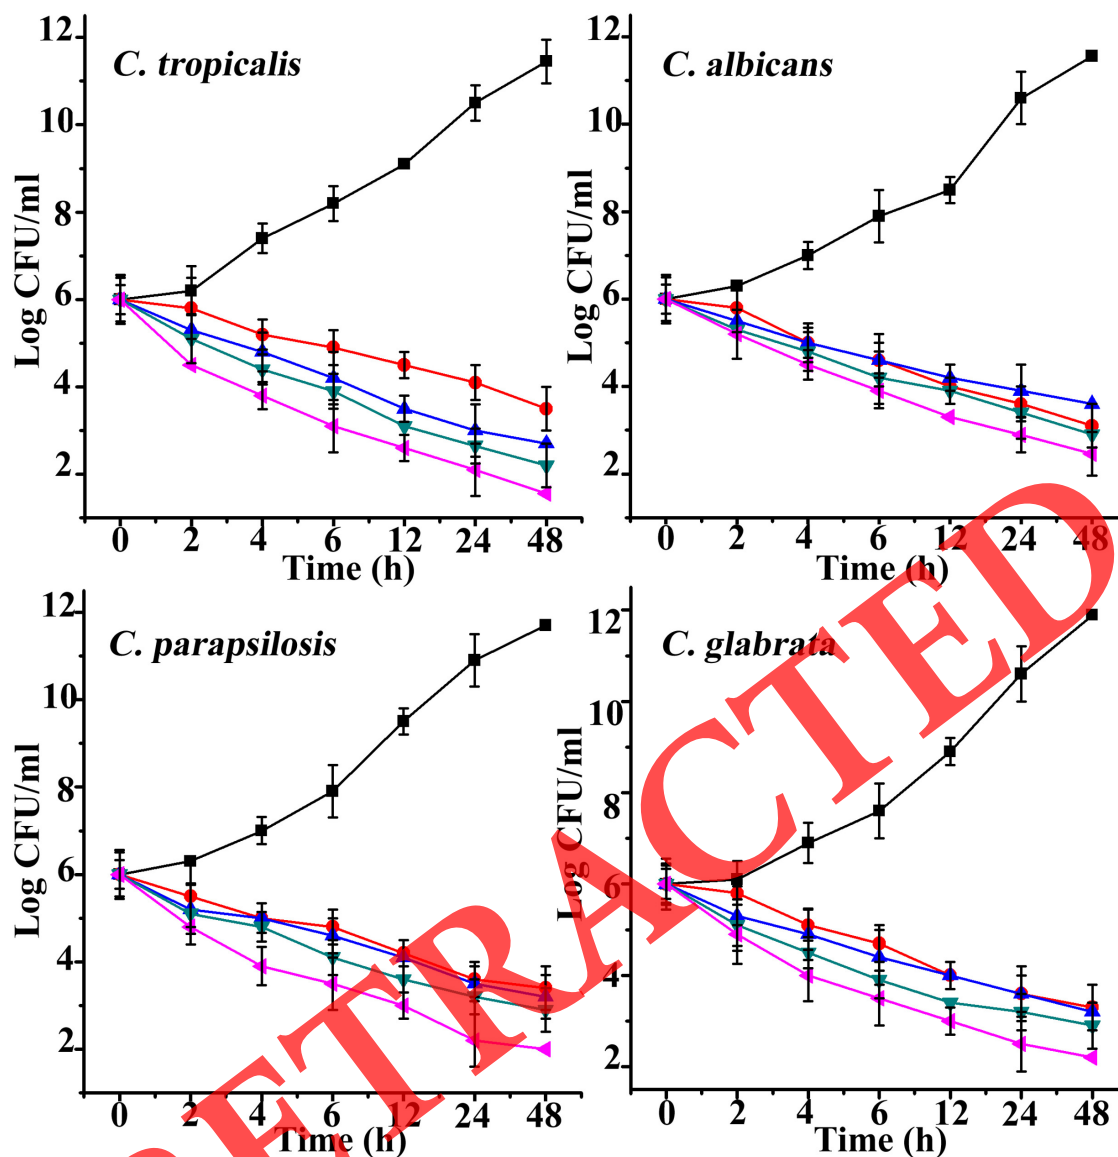 C. tropicalis
Log CFU/ml
12
10
8
6
4
2
0 2 4 6 12 24 48
Time (h)
C. albicans
Log CFU/ml
12
10
8
6
4
2
0 2 4 6 12 24 48
Time (h)
C. parapsilosis
Log CFU/ml
12
10
8
6
4
2
0 2 4 6 12 24 48
Time (h)
C. glabrata
Log CFU/ml
12
10
8
6
4
2
0 2 4 6 12 24 48
Time (h)
RETRACTED